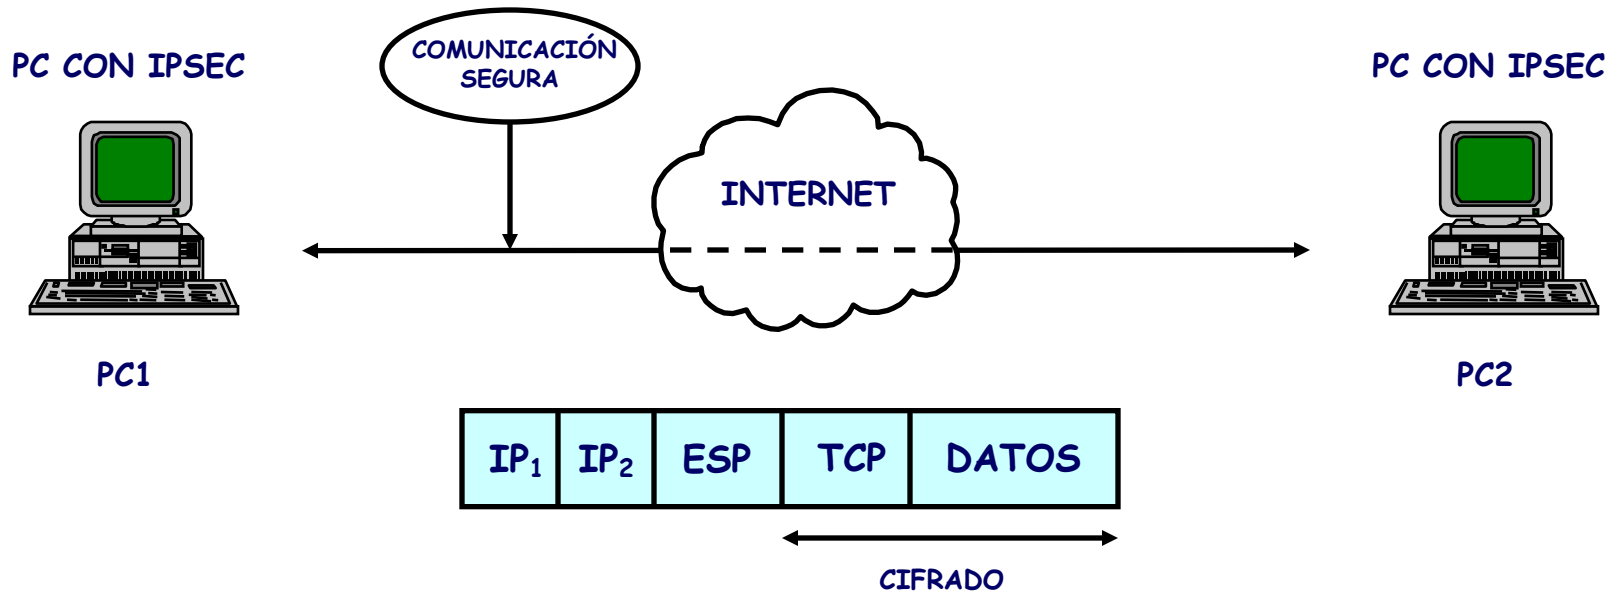 PC CON IPSEC
COMUNICACIÓN
SEGURA
PC CON IPSEC
INTERNET
PC1
PC2
IP1 IP2 ESP TCP DATOS
CIFRADO